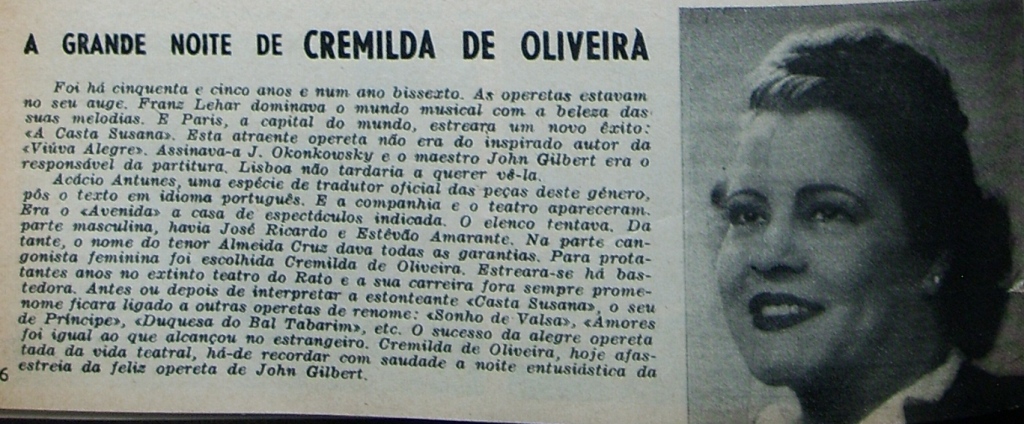 A GRANDE NOITE DE CREMILDA DE OLIVEIRA
Foi há cinquenta e cinco anos e num ano bissexto. As operetas estavam
no seu auge. Franz Lehar dominava o mundo musical com a beleza das
suas melodias. E Paris, a capital do mundo, estreara um novo êxito:
«A Casta Susana». Esta atraente opereta não era do inspirado autor da
«Viúva Alegre». Assinava-a J. Okonkowsky e o maestro John Gilbert era o
responsável da partitura. Lisboa não tardaria a querer vê-la.
Acácio Antunes, uma espécie de tradutor oficial das peças deste género,
pôs o texto em idioma português. E a companhia e o teatro apareceram.
Era o «Avenida» a casa de espectáculos indicada. O elenco tentava. Da
parte masculina, havia José Ricardo e Estêvão Amarante. Na parte can-
tante, o nome do tenor Almeida Cruz dava todas as garantias. Para prota-
gonista feminina foi escolhida Cremilda de Oliveira. Estreara-se há bas-
tantes anos no extinto teatro do Rato e a sua carreira fora sempre prome-
tedora. Antes ou depois de interpretar a estonteante «Casta Susana», o seu
nome ficara ligado a outras operetas de renome: «Sonho de Valsa», «Amores
de Príncipe», «Duquesa do Bal Tabarim», etc. O sucesso da alegre opereta
foi igual ao que alcançou no estrangeiro. Cremilda de Oliveira, hoje afas-
tada da vida teatral, há-de recordar com saudade a noite entusiástica da
estreia da feliz opereta de John Gilbert.
6